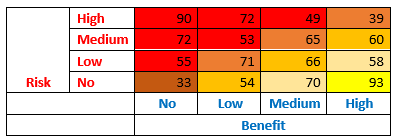 High 90 72 49 39
Medium 72 53 65 60
Low 55 71 66 58
Risk No 33 54 70 93
No Low Medium High
Benefit